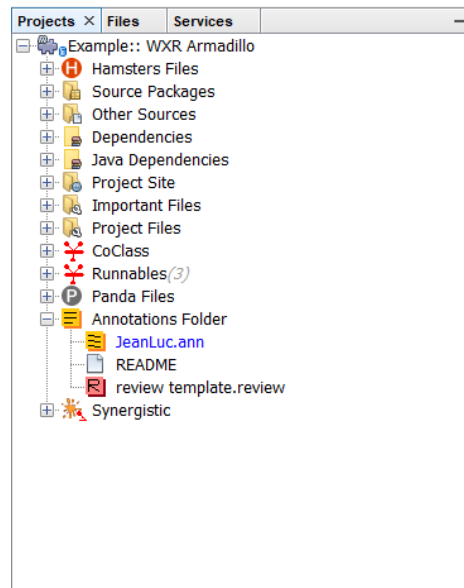 Projects × Files Services
Example:: WXR Armadillo
H Hamsters Files
Source Packages
Other Sources
Dependencies
Java Dependencies
Project Site
Important Files
Project Files
CoClass
Runnables(3)
P Panda Files
Annotations Folder
JeanLuc.ann
README
R review template.review
Synergistic